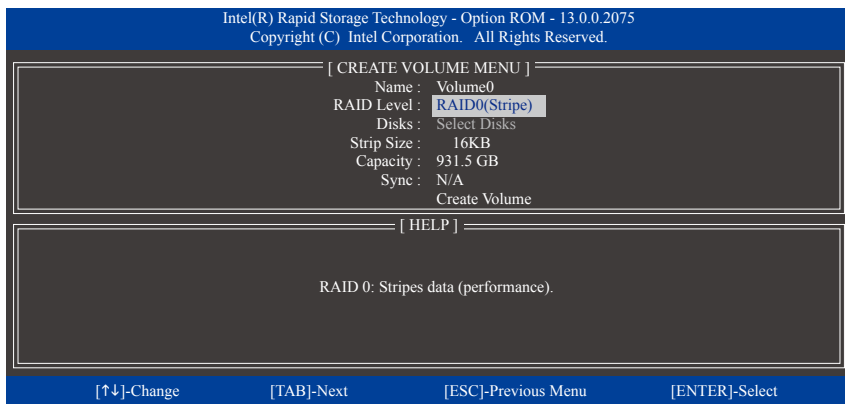 Intel(R) Rapid Storage Technology - Option ROM - 13.0.0.2075
Copyright (C) Intel Corporation. All Rights Reserved.
[ CREATE VOLUME MENU ]
Name : Volume0
RAID Level : RAID0(Stripe)
Disks : Select Disks
Strip Size : 16KB
Capacity : 931.5 GB
Sync : N/A
Create Volume
[ HELP ]
RAID 0: Stripes data (performance).
[↑↓]-Change [TAB]-Next [ESC]-Previous Menu [ENTER]-Select